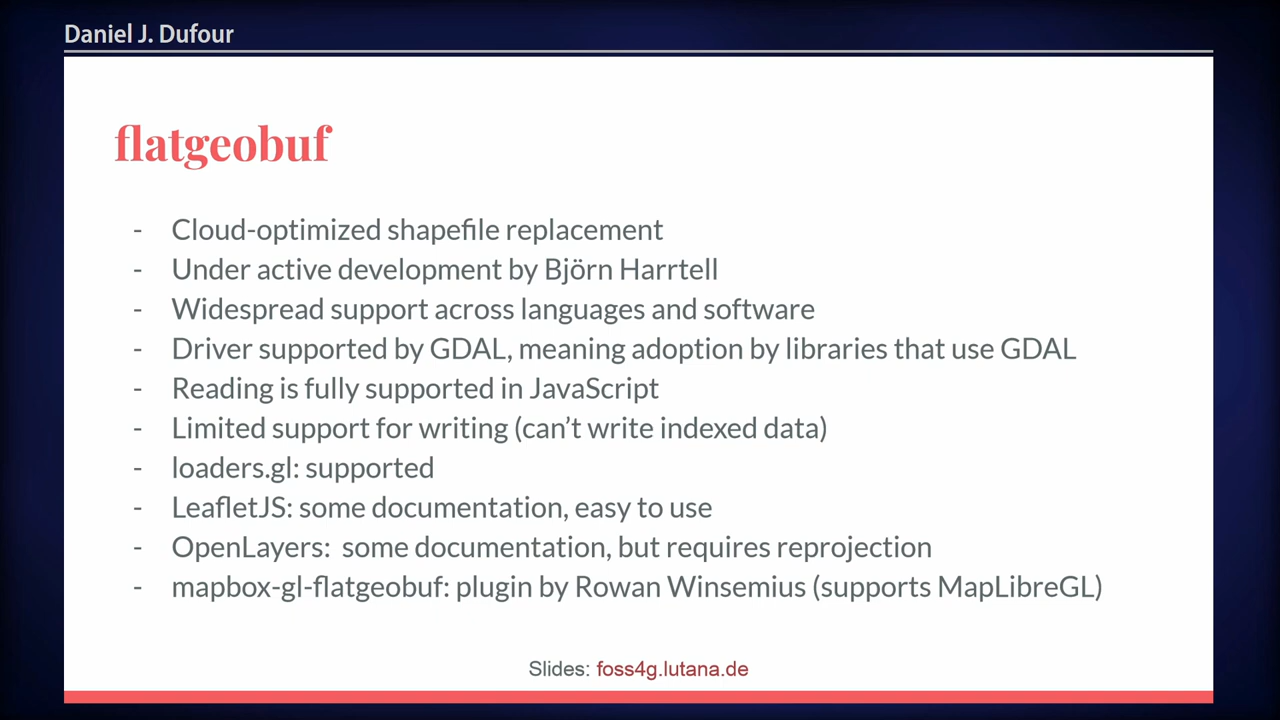 Daniel J. Dufour
flatgeobuf
- Cloud-optimized shapefile replacement
- Under active development by Björn Harrtell
- Widespread support across languages and software
- Driver supported by GDAL, meaning adoption by libraries that use GDAL
- Reading is fully supported in JavaScript
- Limited support for writing (can’t write indexed data)
- loaders.gl: supported
- LeafletJS: some documentation, easy to use
- OpenLayers:  some documentation, but requires reprojection
- mapbox-gl-flatgeobuf: plugin by Rowan Winsemius (supports MapLibreGL)
Slides: foss4g.lutana.de